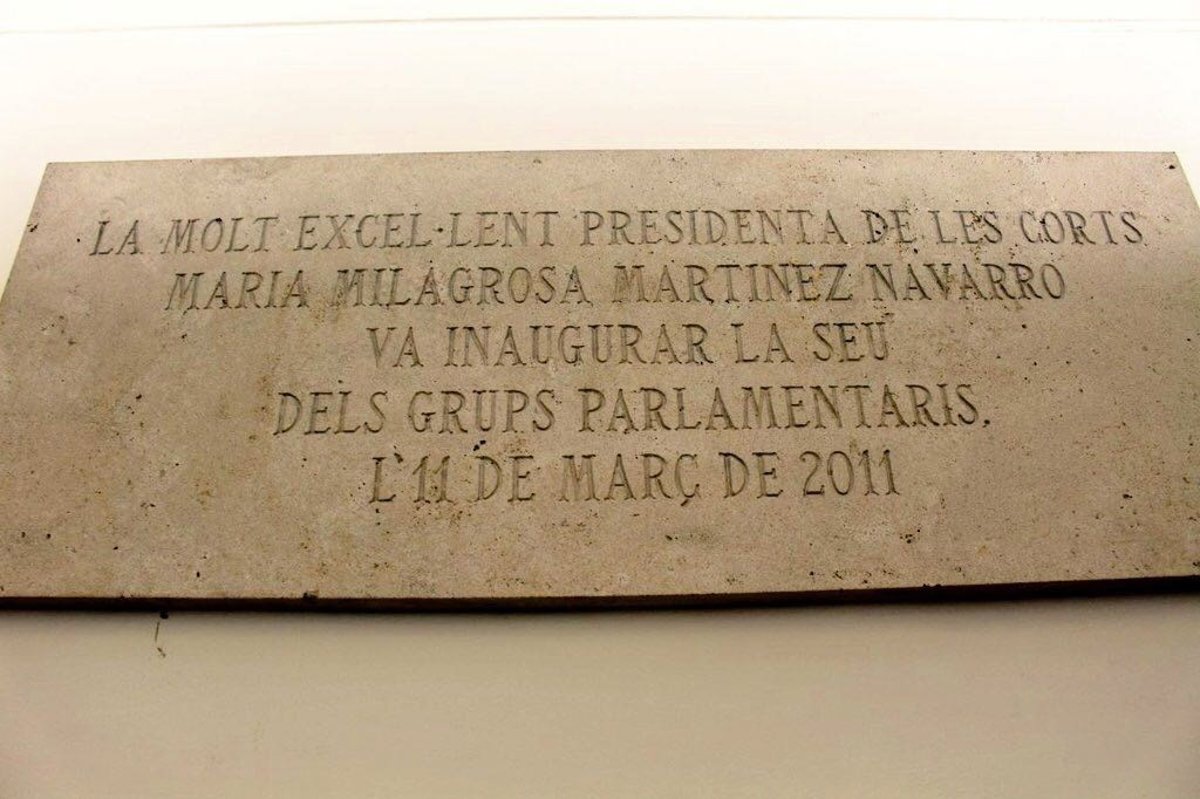 LA MOLT EXCEL·LENT PRESIDENTA DE LES CORTS
MARIA MILAGROSA MARTINEZ NAVARRO
VA INAUGURAR LA SEU
DELS GRUPS PARLAMENTARIS.
L'11 DE MARÇ DE 2011